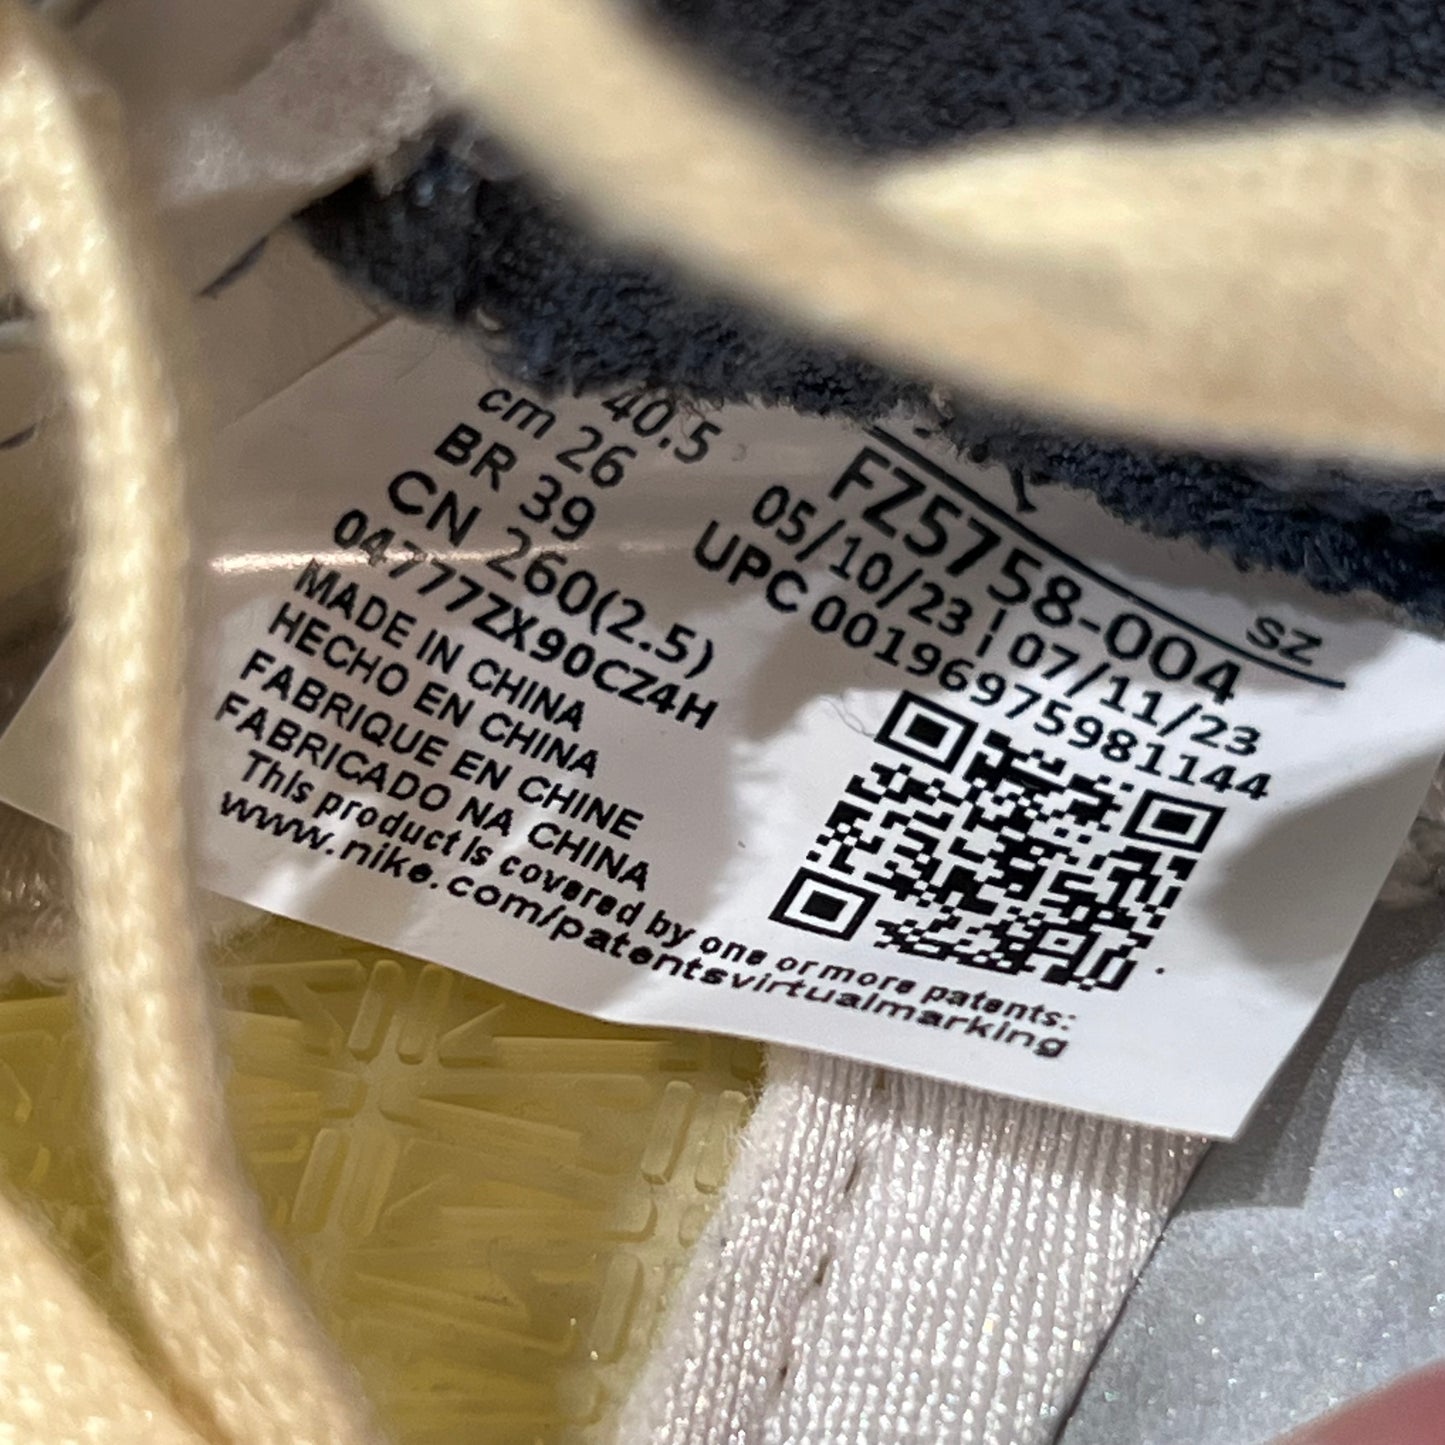 40.5
cm 26
BR 39
CN 260(2.5)
04777ZX90CZ4H
MADE IN CHINA
HECHO EN CHINA
FABRIQUE EN CHINE
FABRICADO NA CHINA
This product is covered by one or more patents:
www.nike.com/patentsvirtualmarking
SZ
FZ5758-004
05/10/23 | 07/11/23
UPC 00196975981144